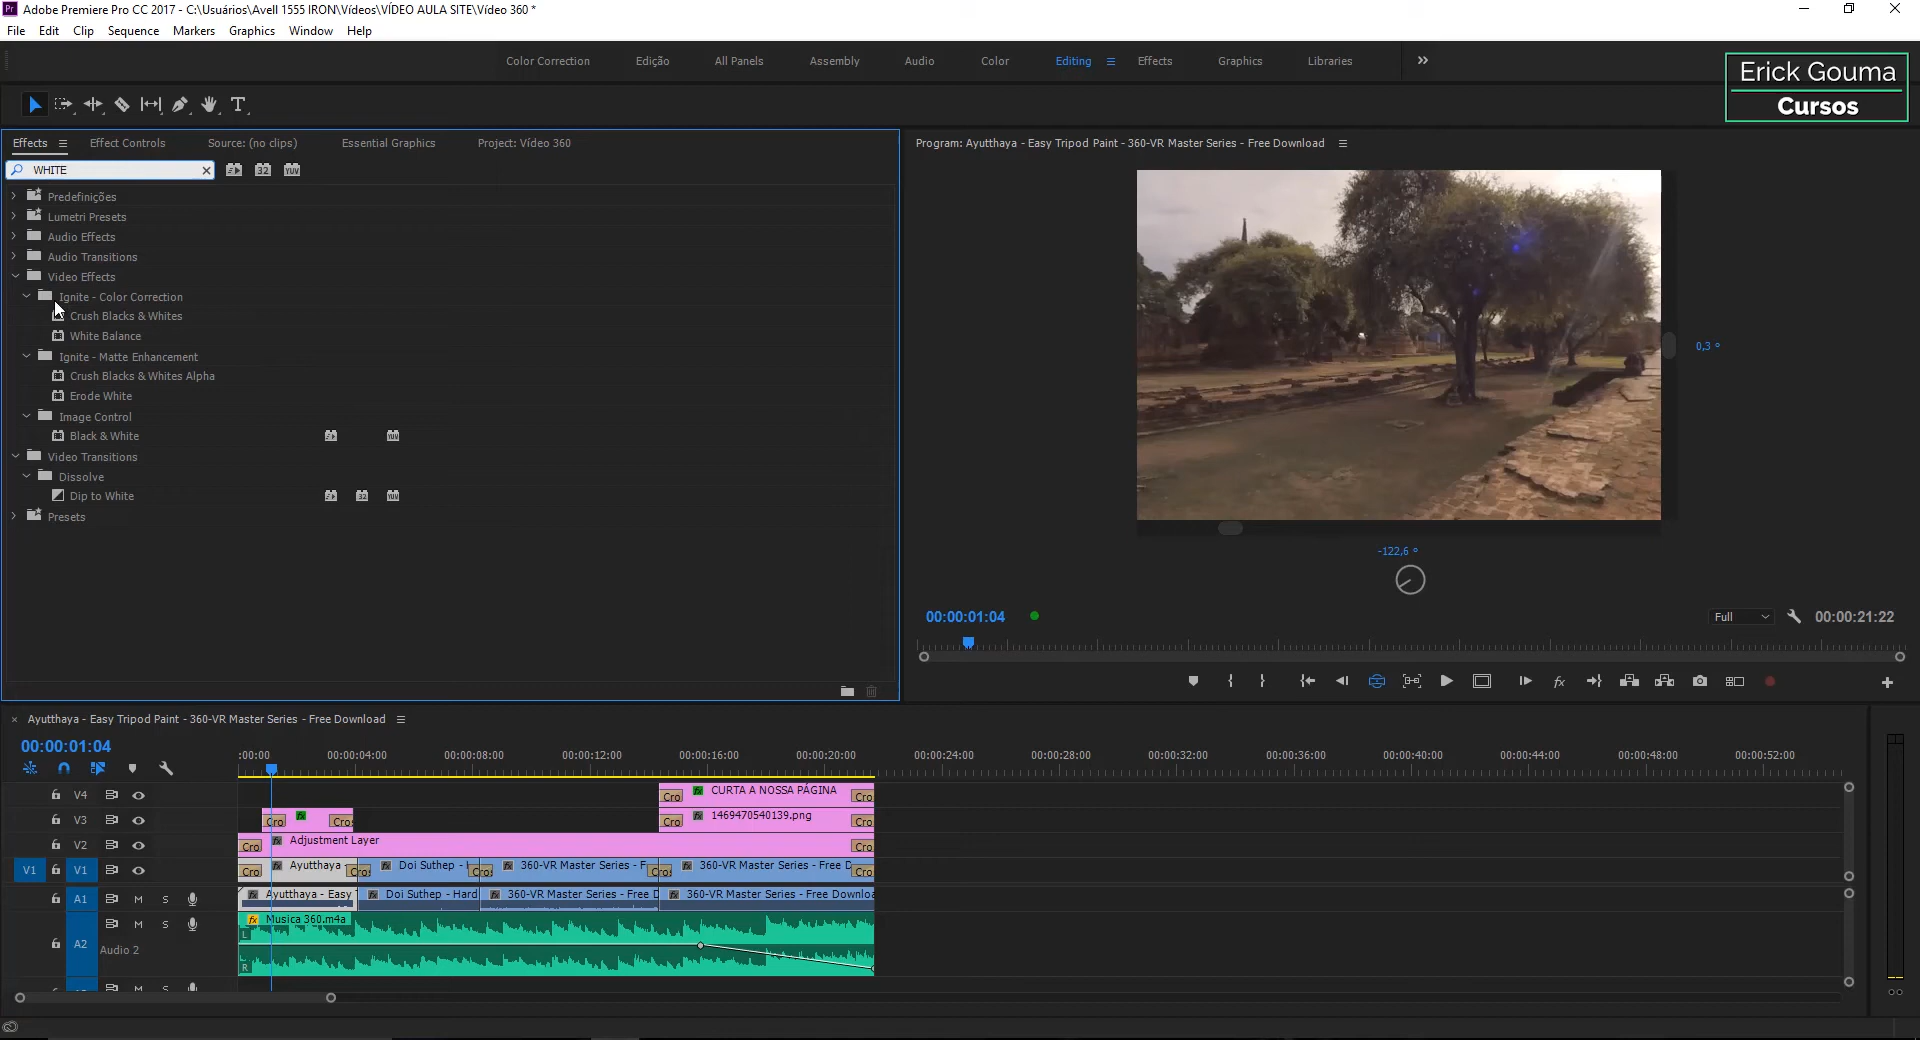 Adobe Premiere Pro CC 2017 - C:\Usuários\Avell 1555 IRON\Vídeos\VÍDEO AULA SITE\Vídeo 360 *
File Edit Clip Sequence Markers Graphics Window Help
Color Correction Edição All Panels Assembly Audio Color Editing Effects Graphics Libraries
Erick Gouma
Cursos
Effects Effect Controls Source: (no clips) Essential Graphics Project: Vídeo 360
Program: Ayutthaya - Easy Tripod Paint - 360-VR Master Series - Free Download
WHITE
Predefinições
Lumetri Presets
Audio Effects
Audio Transitions
Video Effects
Ignite - Color Correction
Crush Blacks & Whites
White Balance
Ignite - Matte Enhancement
Crush Blacks & Whites Alpha
Erode White
Image Control
Black & White
Video Transitions
Dissolve
Dip to White
Presets
0,3 °
-122,6 °
00:00:01:04 Full 00:00:21:22
Ayutthaya - Easy Tripod Paint - 360-VR Master Series - Free Download
00:00:01:04
:00:00 00:00:04:00 00:00:08:00 00:00:12:00 00:00:16:00 00:00:20:00 00:00:24:00 00:00:28:00 00:00:32:00 00:00:36:00 00:00:40:00 00:00:44:00 00:00:48:00 00:00:52:00
V4 Cro CURTA A NOSSA PÁGINA Cro
V3 Cro Cro Cro 1469470540139.png Cro
V2 Cro Adjustment Layer
V1 V1 Cro Ayutthaya - Cro Doi Suthep - Cro 360-VR Master Series - F Cro 360-VR Master Series - Free D Cro
A1 M S Ayutthaya - Easy Doi Suthep - Hard 360-VR Master Series - Free D 360-VR Master Series - Free Downloa
M S Musica 360.m4a
L
A2 Audio 2
R
M S